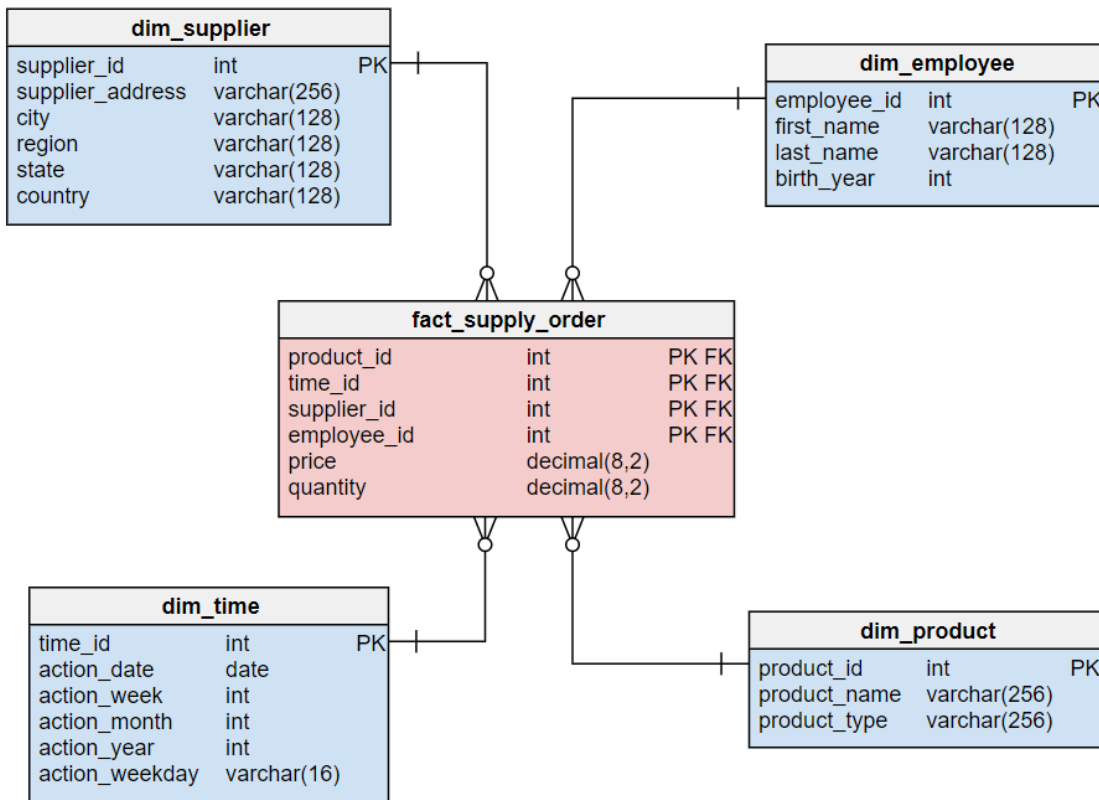 dim_supplier
supplier_id int PK
supplier_address varchar(256)
city varchar(128)
region varchar(128)
state varchar(128)
country varchar(128)
dim_employee
employee_id int PK
first_name varchar(128)
last_name varchar(128)
birth_year int
fact_supply_order
product_id int PK FK
time_id int PK FK
supplier_id int PK FK
employee_id int PK FK
price decimal(8,2)
quantity decimal(8,2)
dim_time
time_id int PK
action_date date
action_week int
action_month int
action_year int
action_weekday varchar(16)
dim_product
product_id int PK
product_name varchar(256)
product_type varchar(256)